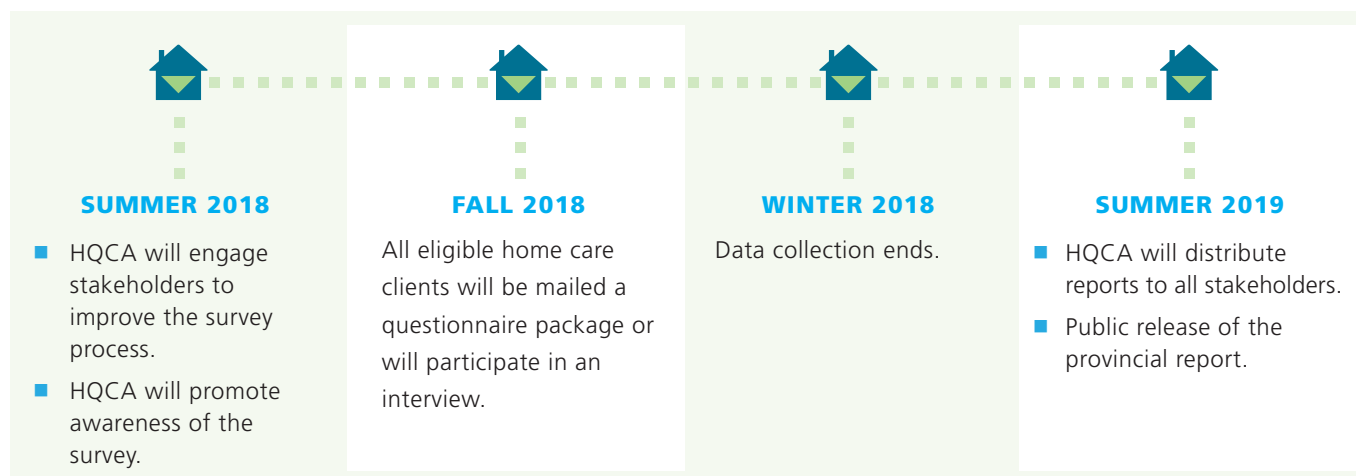 SUMMER 2018
HQCA will engage
stakeholders to
improve the survey
process.
HQCA will promote
awareness of the
survey.
FALL 2018
All eligible home care
clients will be mailed a
questionnaire package or
will participate in an
interview.
WINTER 2018
Data collection ends.
SUMMER 2019
HQCA will distribute
reports to all stakeholders.
Public release of the
provincial report.